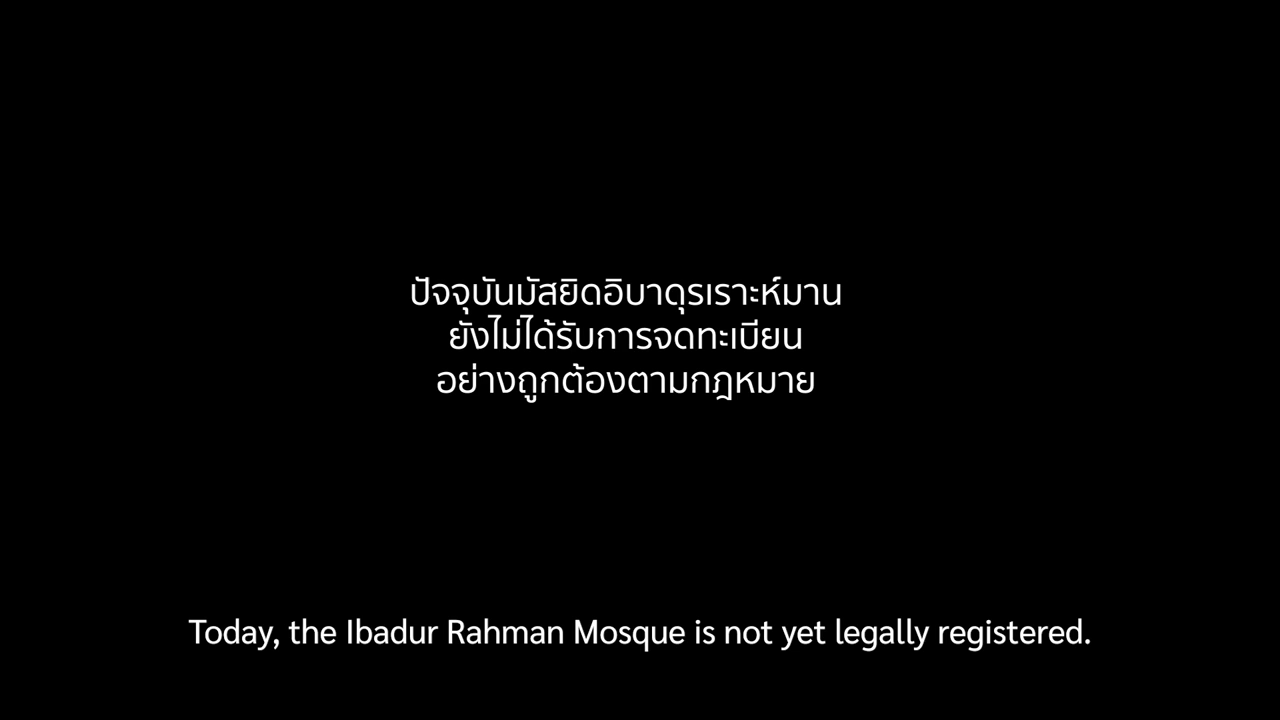 ปัจจุบันมัสยิดอิบาดุรเราะห์มาน
ยังไม่ได้รับการจดทะเบียน
อย่างถูกต้องตามกฎหมาย
Today, the Ibadur Rahman Mosque is not yet legally registered.